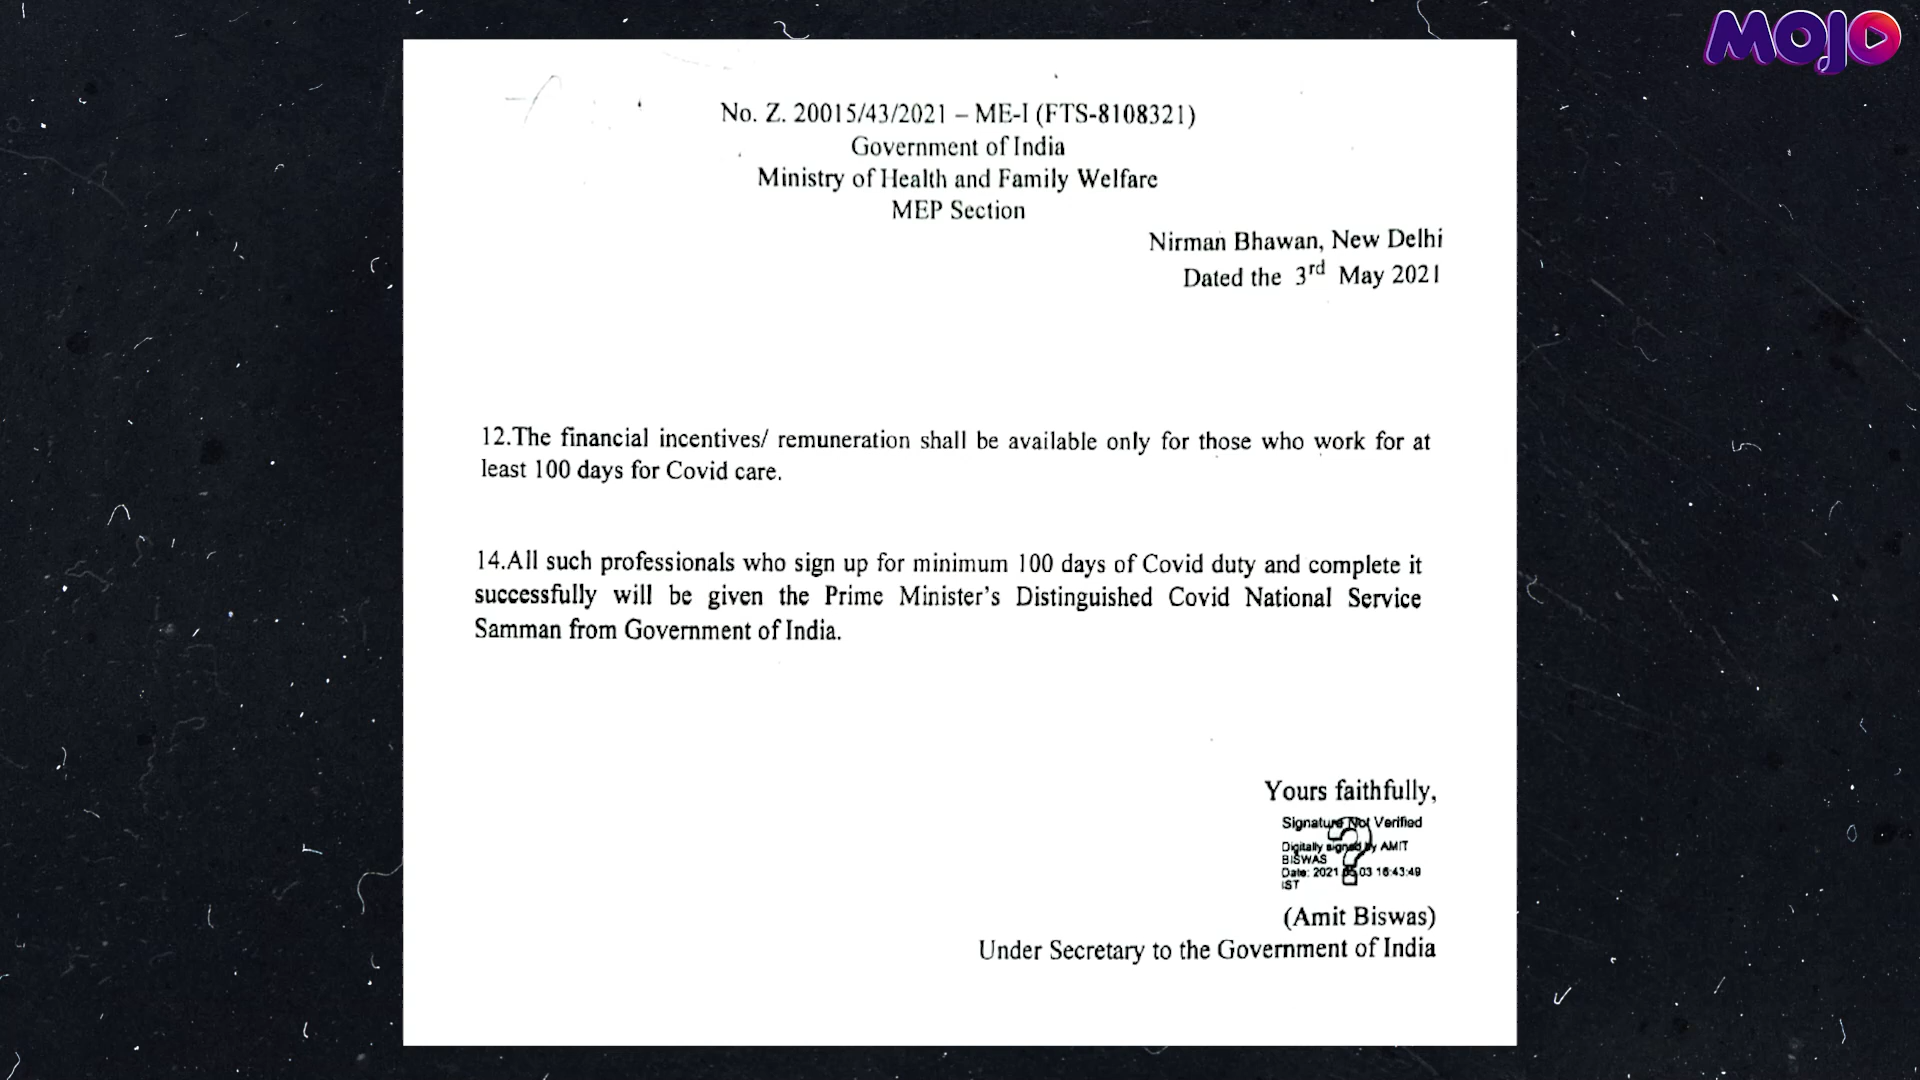 MOJO
No. Z. 20015/43/2021 – ME-I (FTS-8108321)
Government of India
Ministry of Health and Family Welfare
MEP Section
Nirman Bhawan, New Delhi
Dated the 3rd May 2021
12.The financial incentives/ remuneration shall be available only for those who work for at
least 100 days for Covid care.
14.All such professionals who sign up for minimum 100 days of Covid duty and complete it
successfully will be given the Prime Minister's Distinguished Covid National Service
Samman from Government of India.
Yours faithfully,
Signature Not Verified
Digitally signed by AMIT
BISWAS
Date: 2021.05.03 16:43:49
IST
(Amit Biswas)
Under Secretary to the Government of India